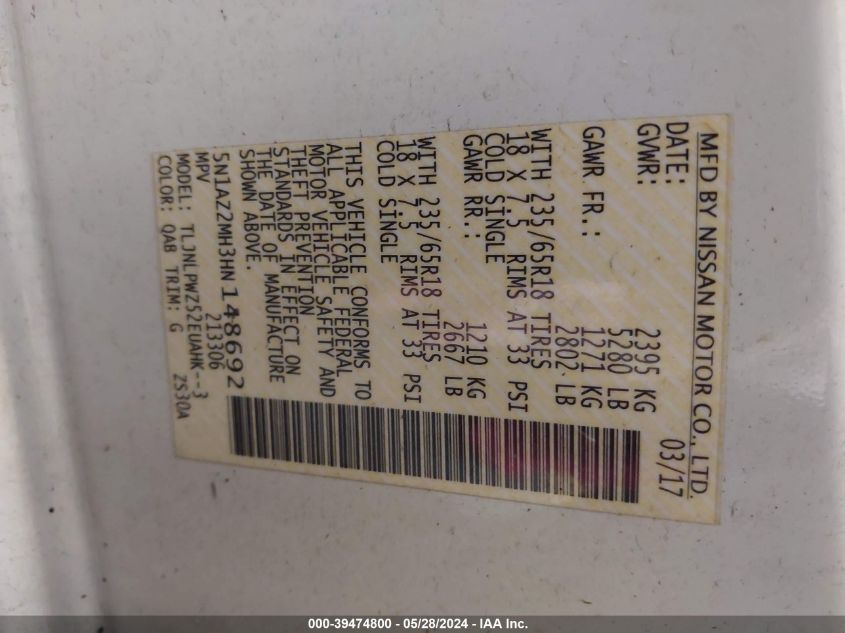 MFD BY NISSAN MOTOR CO., LTD.
DATE: 03/17
GVWR: 2395 KG
5280 LB
GAWR FR.: 1271 KG
2802 LB
WITH 235/65R18 TIRES
18 X 7.5 RIMS AT 33 PSI
COLD SINGLE
GAWR RR.: 1210 KG
2667 LB
WITH 235/65R18 TIRES
18 X 7.5 RIMS AT 33 PSI
COLD SINGLE
THIS VEHICLE CONFORMS TO
ALL APPLICABLE FEDERAL
MOTOR VEHICLE SAFETY AND
THEFT PREVENTION
STANDARDS IN EFFECT ON
THE DATE OF MANUFACTURE
SHOWN ABOVE.
5N1AZ2MH3HN148692
MPV 213306
MODEL: TLJNLPWZ52EUAHK--3
COLOR: QAB TRIM: G ZS30A
000-39474800 - 05/28/2024 - IAA Inc.